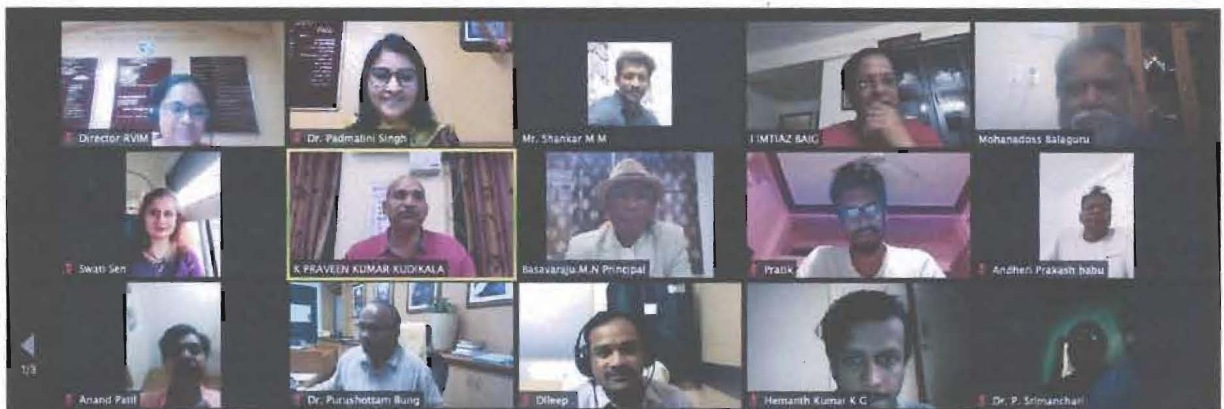 Director RVIM
Dr. Padmalini Singh
Mr. Shankar M M
I IMTIAZ BAIG
Mohanadoss Balaguru
Swati Sen
K PRAVEEN KUMAR KUDIKALA
Basavaraju.M.N Principal
Pratik
Andheri Prakash babu
Anand Patil
Dr. Purushottam Bung
Dileep
Hemanth Kumar K G
Dr. P. Srimanchari
1/3